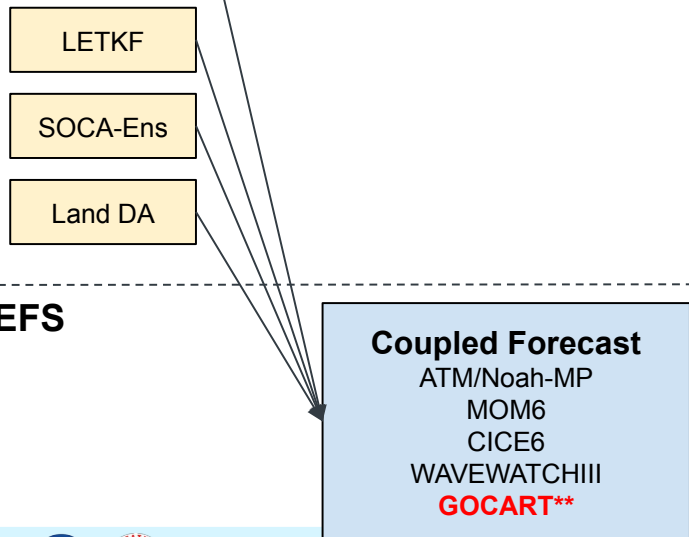 LETKF
SOCA-Ens
Land DA
EFS
Coupled Forecast
ATM/Noah-MP
MOM6
CICE6
WAVEWATCHIII
GOCART**